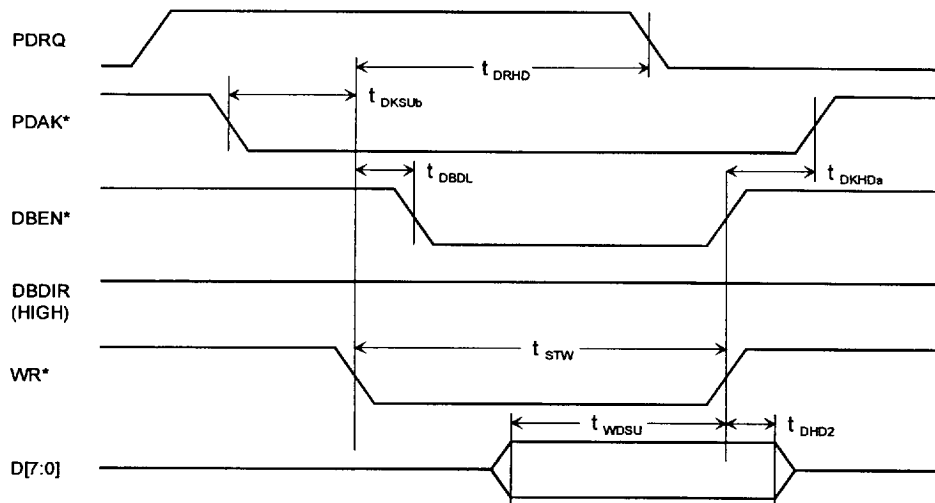 PDRQ
t DRHD
t DKSUb
PDAK*
t DBDL
t DKHDa
DBEN*
DBDIR
(HIGH)
t STW
WR*
t WDSU
t DHD2
D[7:0]